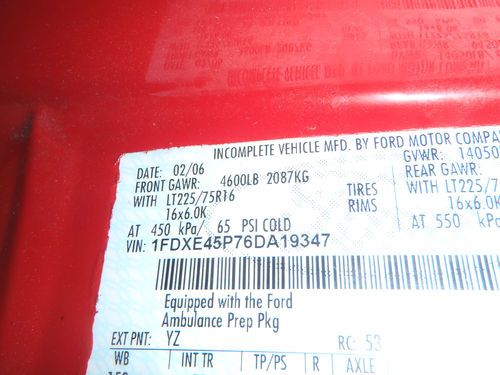 INCOMPLETE VEHICLE MFD. BY FORD MOTOR COMPA
DATE: 02/06 GVWR: 1405
FRONT GAWR: 4600LB 2087KG REAR GAWR:
WITH LT225/75R16 TIRES WITH LT225/7
16x6.0K RIMS 16x6.0K
AT 450 kPa/ 65 PSI COLD AT 550 kPa
VIN: 1FDXE45P76DA19347
Equipped with the Ford
Ambulance Prep Pkg
EXT PNT: YZ RC: 53
WB INT TR TP/PS R AXLE